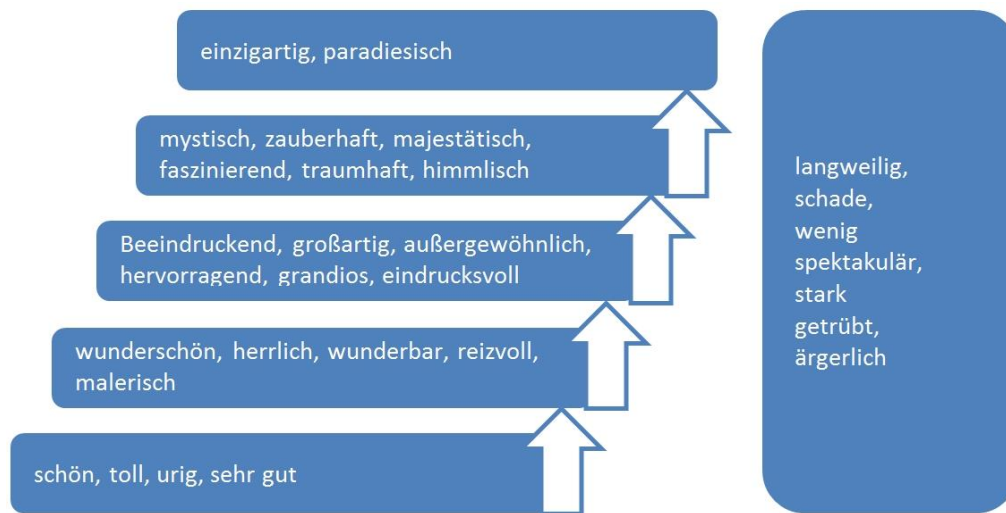 einzigartig, paradiesisch
mystisch, zauberhaft, majestätisch,
faszinierend, traumhaft, himmlisch
Beeindruckend, großartig, außergewöhnlich,
hervorragend, grandios, eindrucksvoll
wunderschön, herrlich, wunderbar, reizvoll,
malerisch
schön, toll, urig, sehr gut
langweilig,
schade,
wenig
spektakulär,
stark
getrübt,
ärgerlich